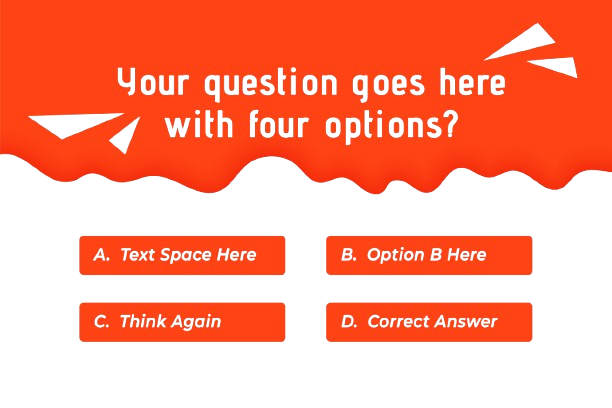 Your question goes here
with four options?
A. Text Space Here
B. Option B Here
C. Think Again
D. Correct Answer